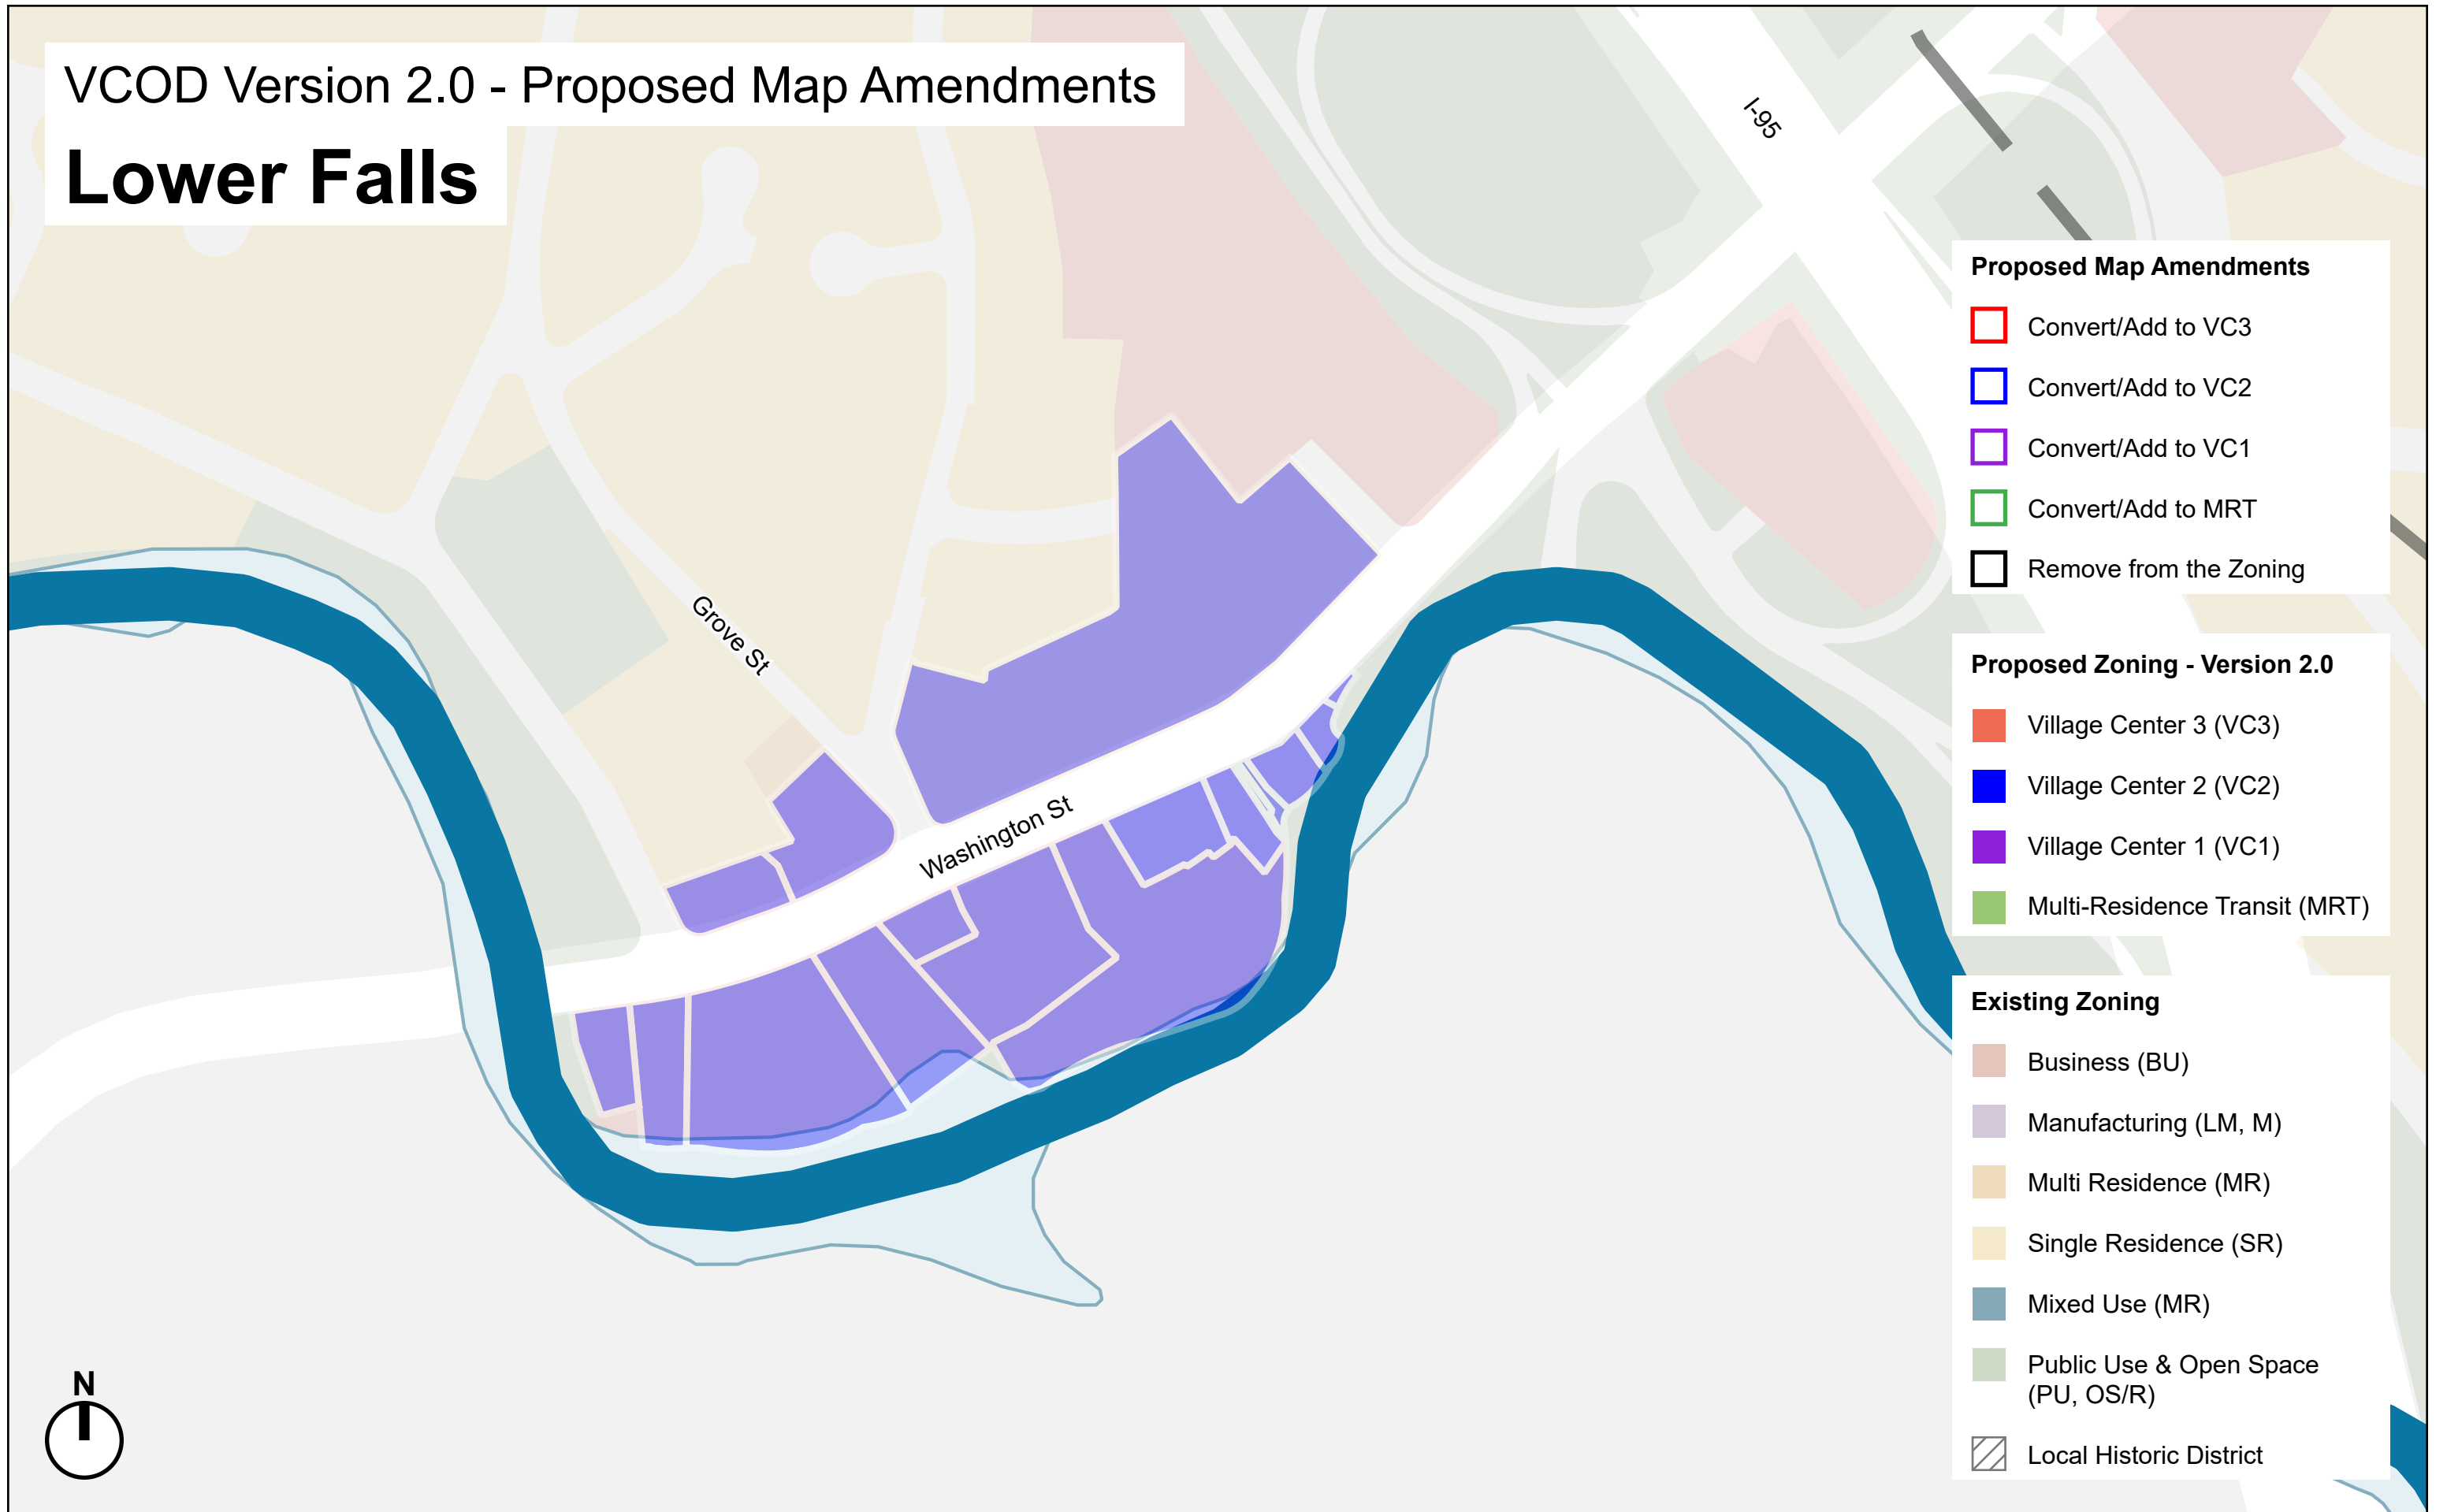 VCOD Version 2.0 - Proposed Map Amendments
Lower Falls
I-95
Grove St
Washington St
Proposed Map Amendments
Convert/Add to VC3
Convert/Add to VC2
Convert/Add to VC1
Convert/Add to MRT
Remove from the Zoning
Proposed Zoning - Version 2.0
Village Center 3 (VC3)
Village Center 2 (VC2)
Village Center 1 (VC1)
Multi-Residence Transit (MRT)
Existing Zoning
Business (BU)
Manufacturing (LM, M)
Multi Residence (MR)
Single Residence (SR)
Mixed Use (MR)
Public Use & Open Space
(PU, OS/R)
Local Historic District
N